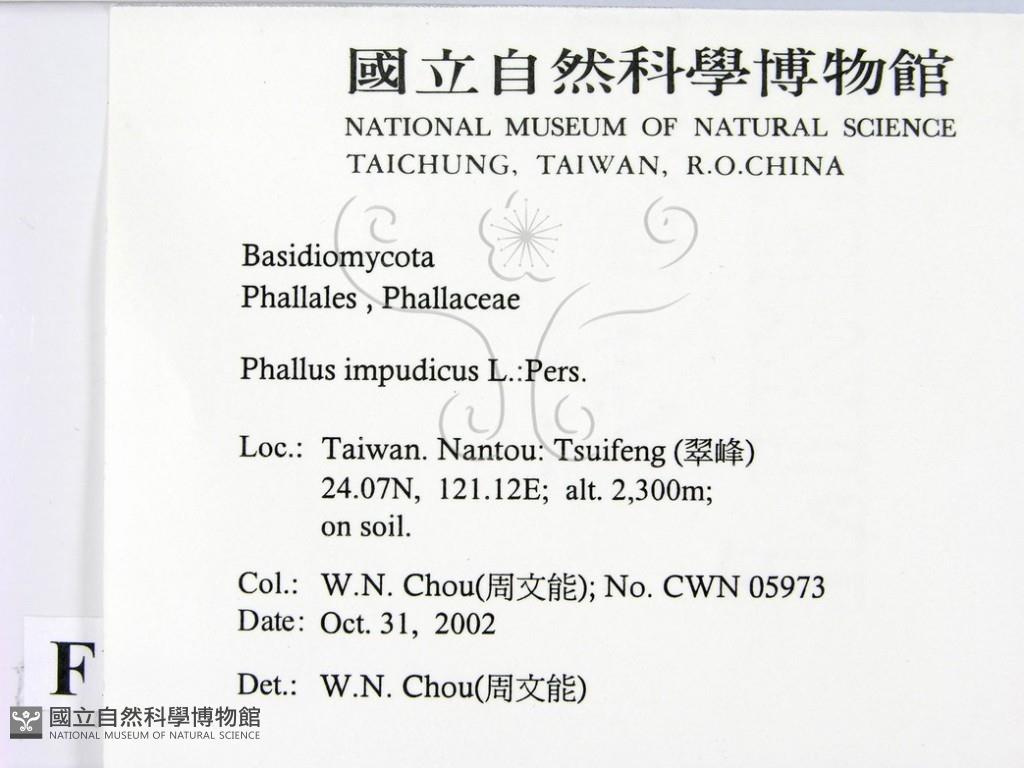 國立自然科學博物館
NATIONAL MUSEUM OF NATURAL SCIENCE
TAICHUNG, TAIWAN, R.O.CHINA
Basidiomycota
Phallales , Phallaceae
Phallus impudicus L.:Pers.
Loc.: Taiwan. Nantou: Tsuifeng (翠峰)
24.07N, 121.12E; alt. 2,300m;
on soil.
Col.: W.N. Chou(周文能); No. CWN 05973
Date: Oct. 31, 2002
Det.: W.N. Chou(周文能)
F
國立自然科學博物館
NATIONAL MUSEUM OF NATURAL SCIENCE